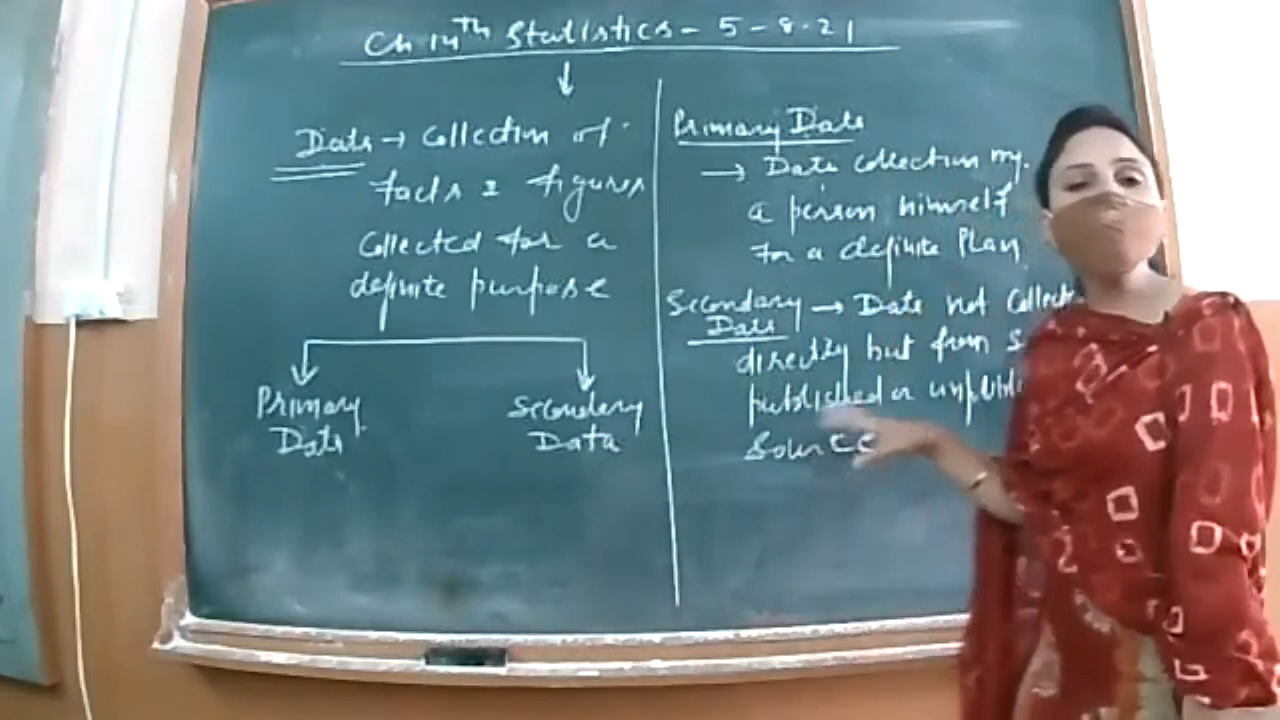 Ch 14th Statistics - 5-8-21
Data → Collection of
facts & figures
Collected for a
definite purpose
Primary
Data
Secondary
Data
Primary Data
→ Data collection by
a person himself
for a definite Plan
Secondary → Data not Collect
Data
directly but from
published or
Source